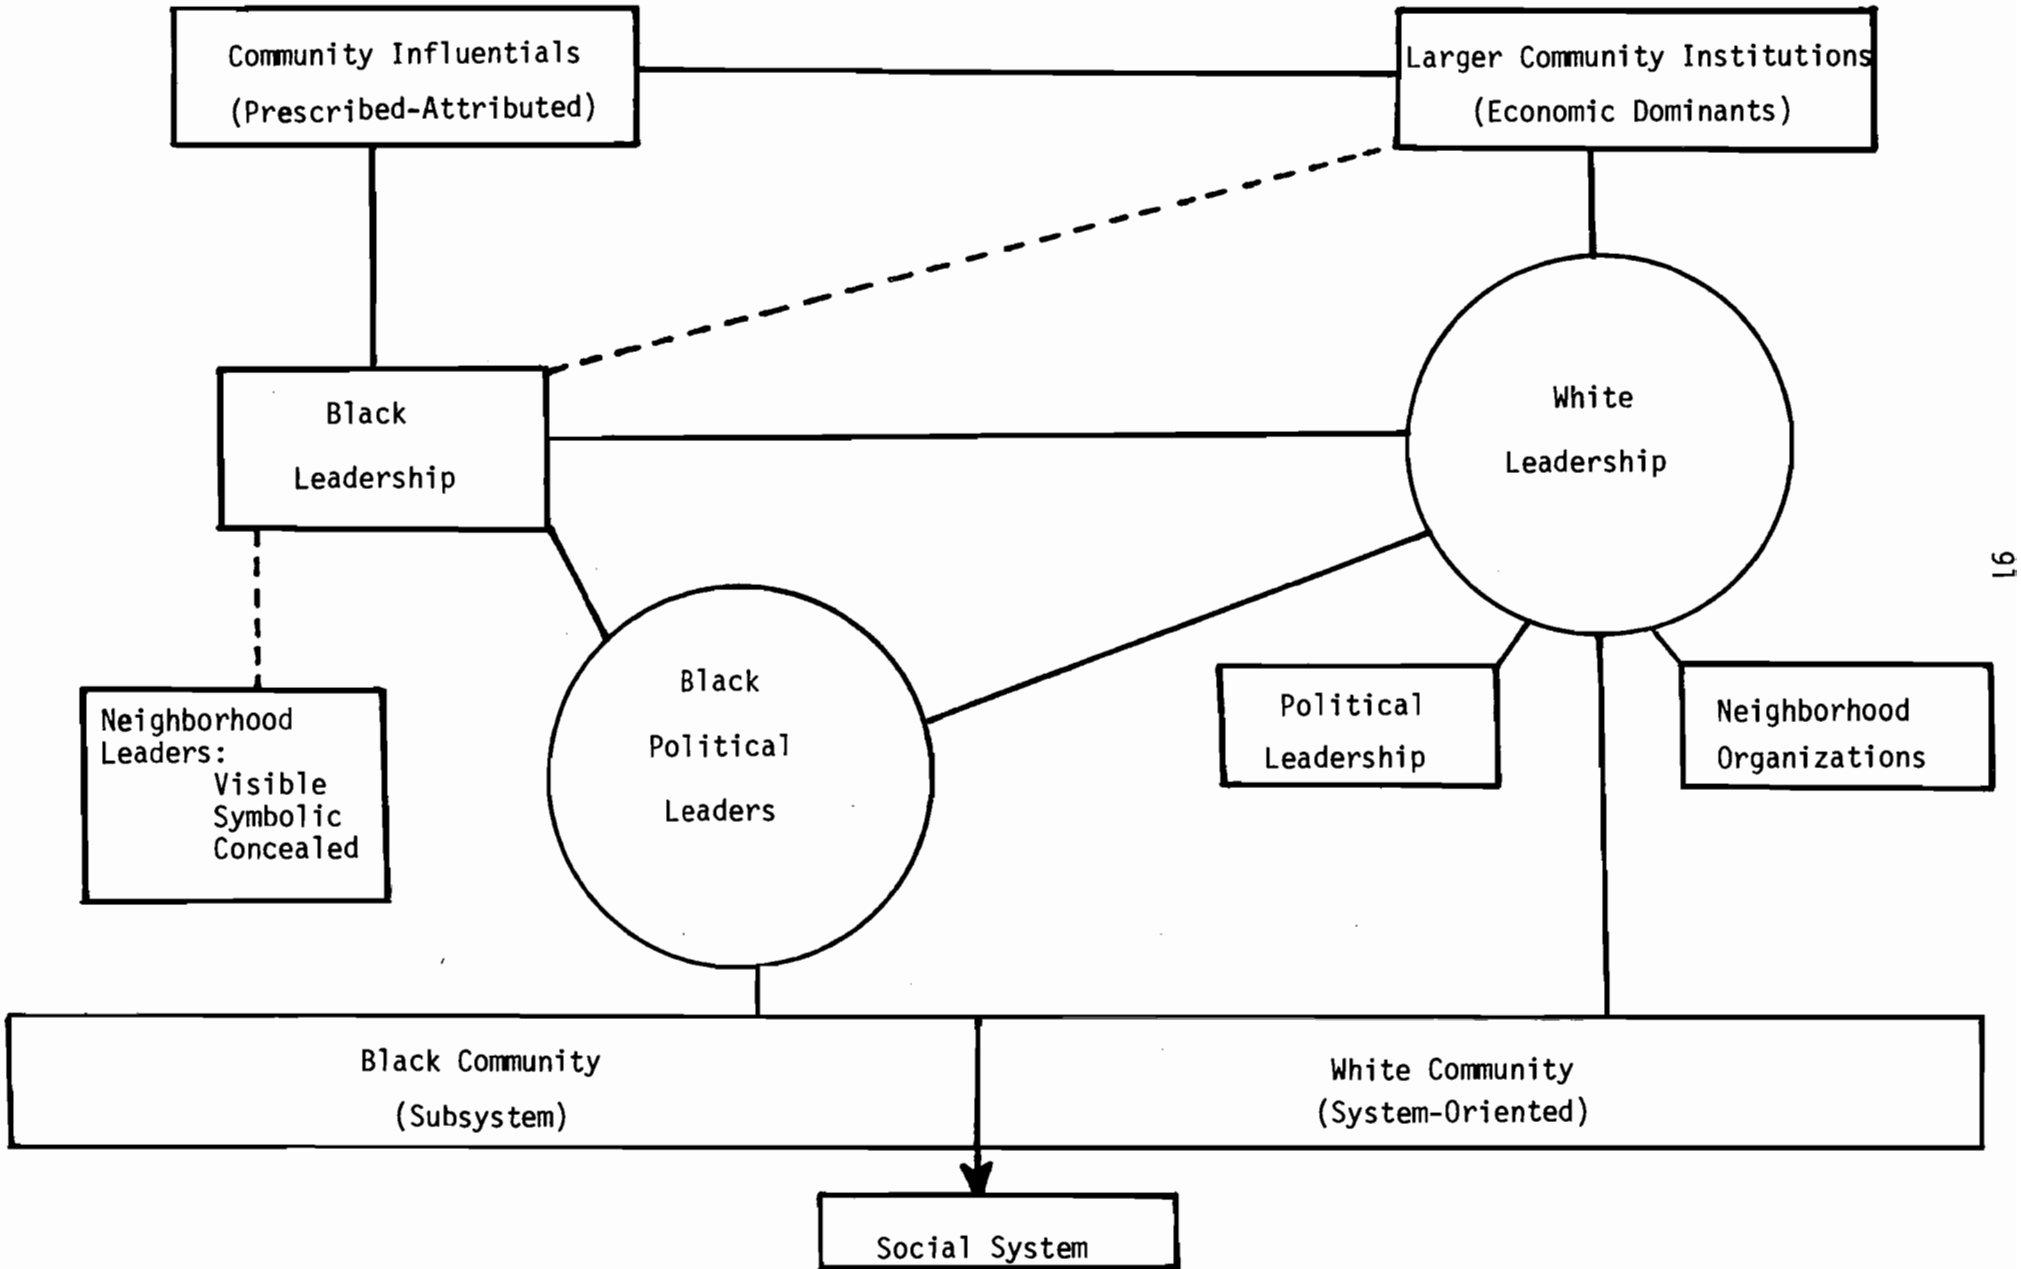 Community Influentials
(Prescribed-Attributed)
Larger Community Institutions
(Economic Dominants)
Black
Leadership
White
Leadership
91
Black
Political
Leaders
Neighborhood
Leaders:
Visible
Symbolic
Concealed
Political
Leadership
Neighborhood
Organizations
Black Community
(Subsystem)
White Community
(System-Oriented)
Social System